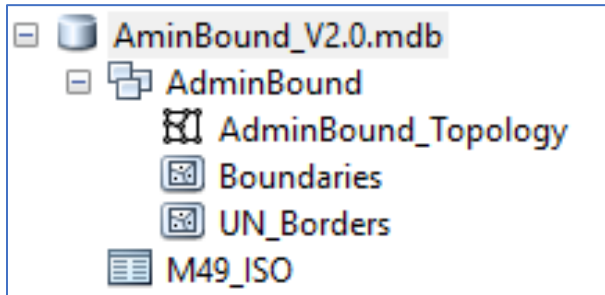 AminBound_V2.0.mdb
AdminBound
AdminBound_Topology
Boundaries
UN_Borders
M49_ISO